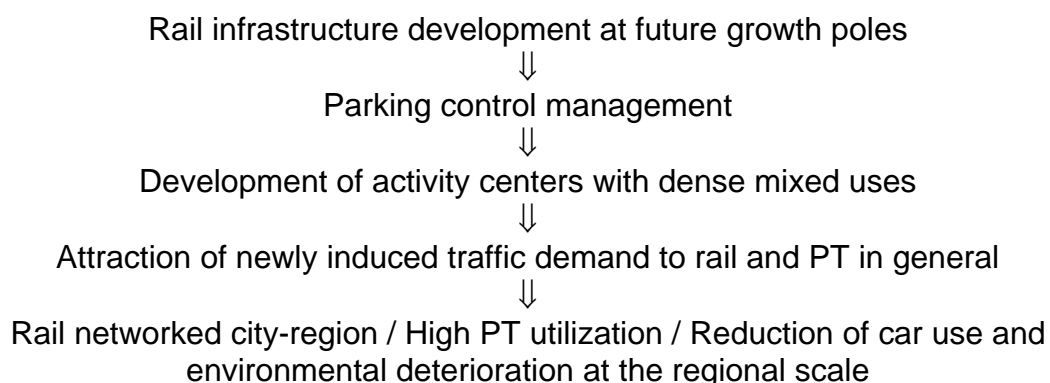 Rail infrastructure development at future growth poles
⇓
Parking control management
⇓
Development of activity centers with dense mixed uses
⇓
Attraction of newly induced traffic demand to rail and PT in general
⇓
Rail networked city-region / High PT utilization / Reduction of car use and
environmental deterioration at the regional scale